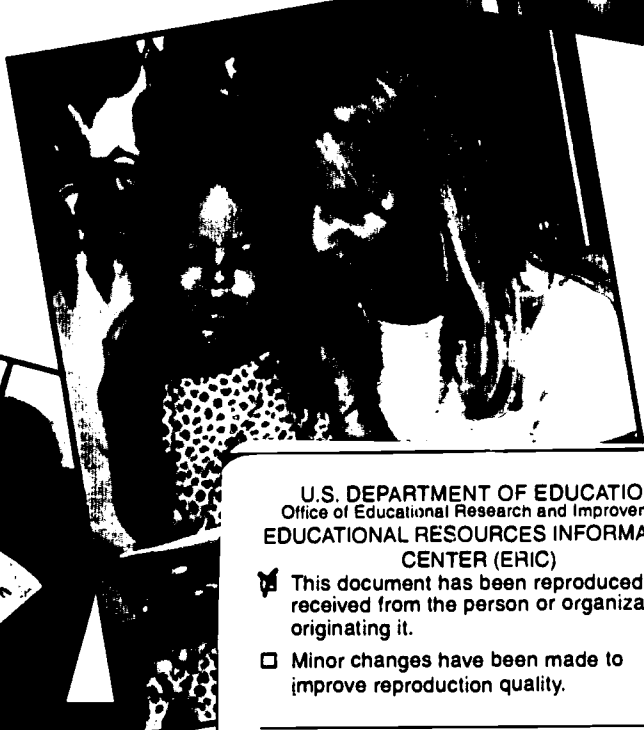 U.S. DEPARTMENT OF EDUCATIO
Office of Educational Research and Improver
EDUCATIONAL RESOURCES INFORMA
CENTER (ERIC)
This document has been reproduced
received from the person or organiza
originating it.
Minor changes have been made to
improve reproduction quality.